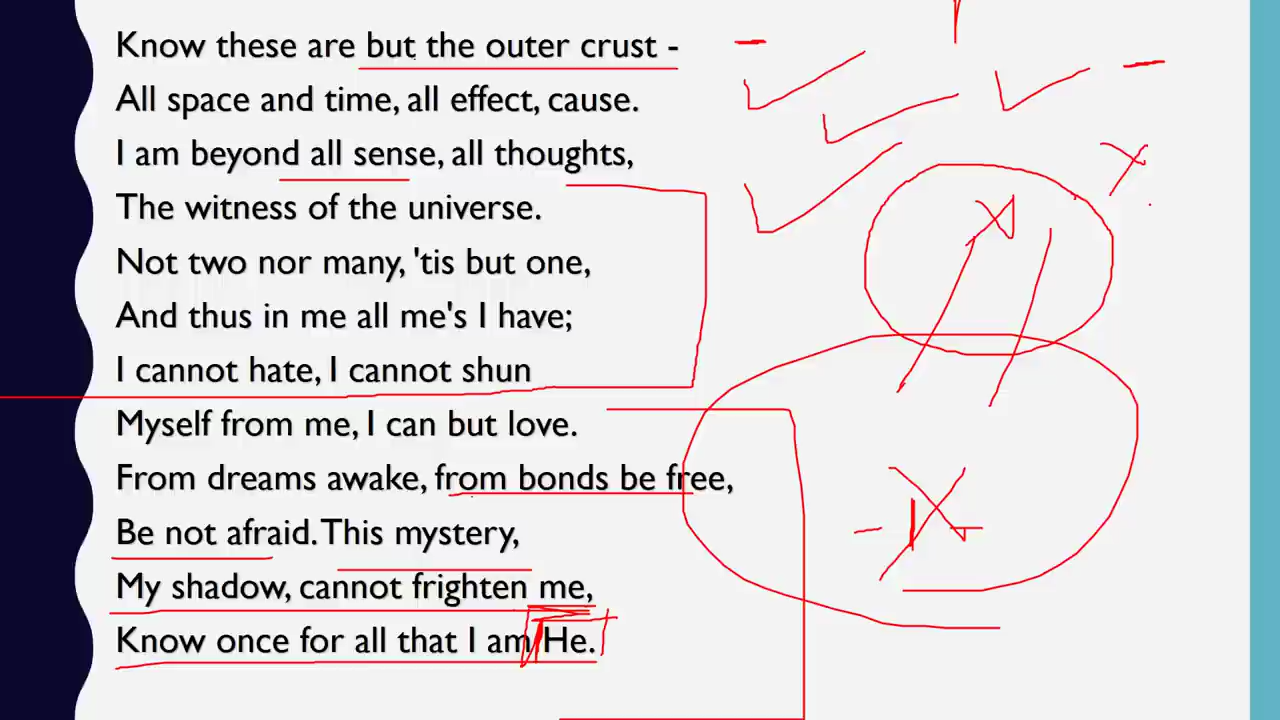 Know these are but the outer crust -
All space and time, all effect, cause.
I am beyond all sense, all thoughts,
The witness of the universe.
Not two nor many, 'tis but one,
And thus in me all me's I have;
I cannot hate, I cannot shun
Myself from me, I can but love.
From dreams awake, from bonds be free,
Be not afraid. This mystery,
My shadow, cannot frighten me,
Know once for all that I am He.